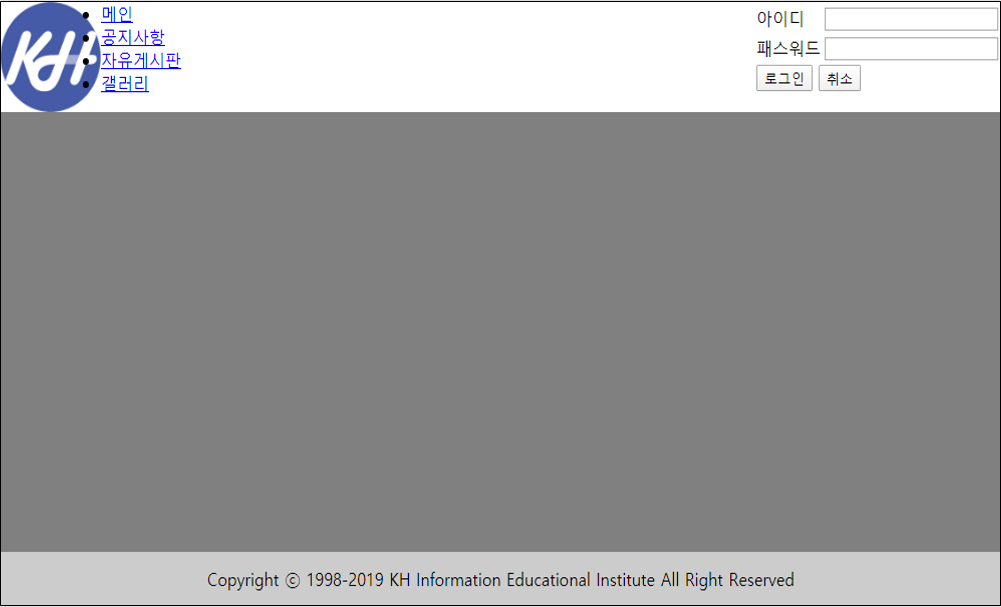 KH
메인
공지사항
자유게시판
갤러리
아이디
패스워드
로그인 취소
Copyright ⓒ 1998-2019 KH Information Educational Institute All Right Reserved